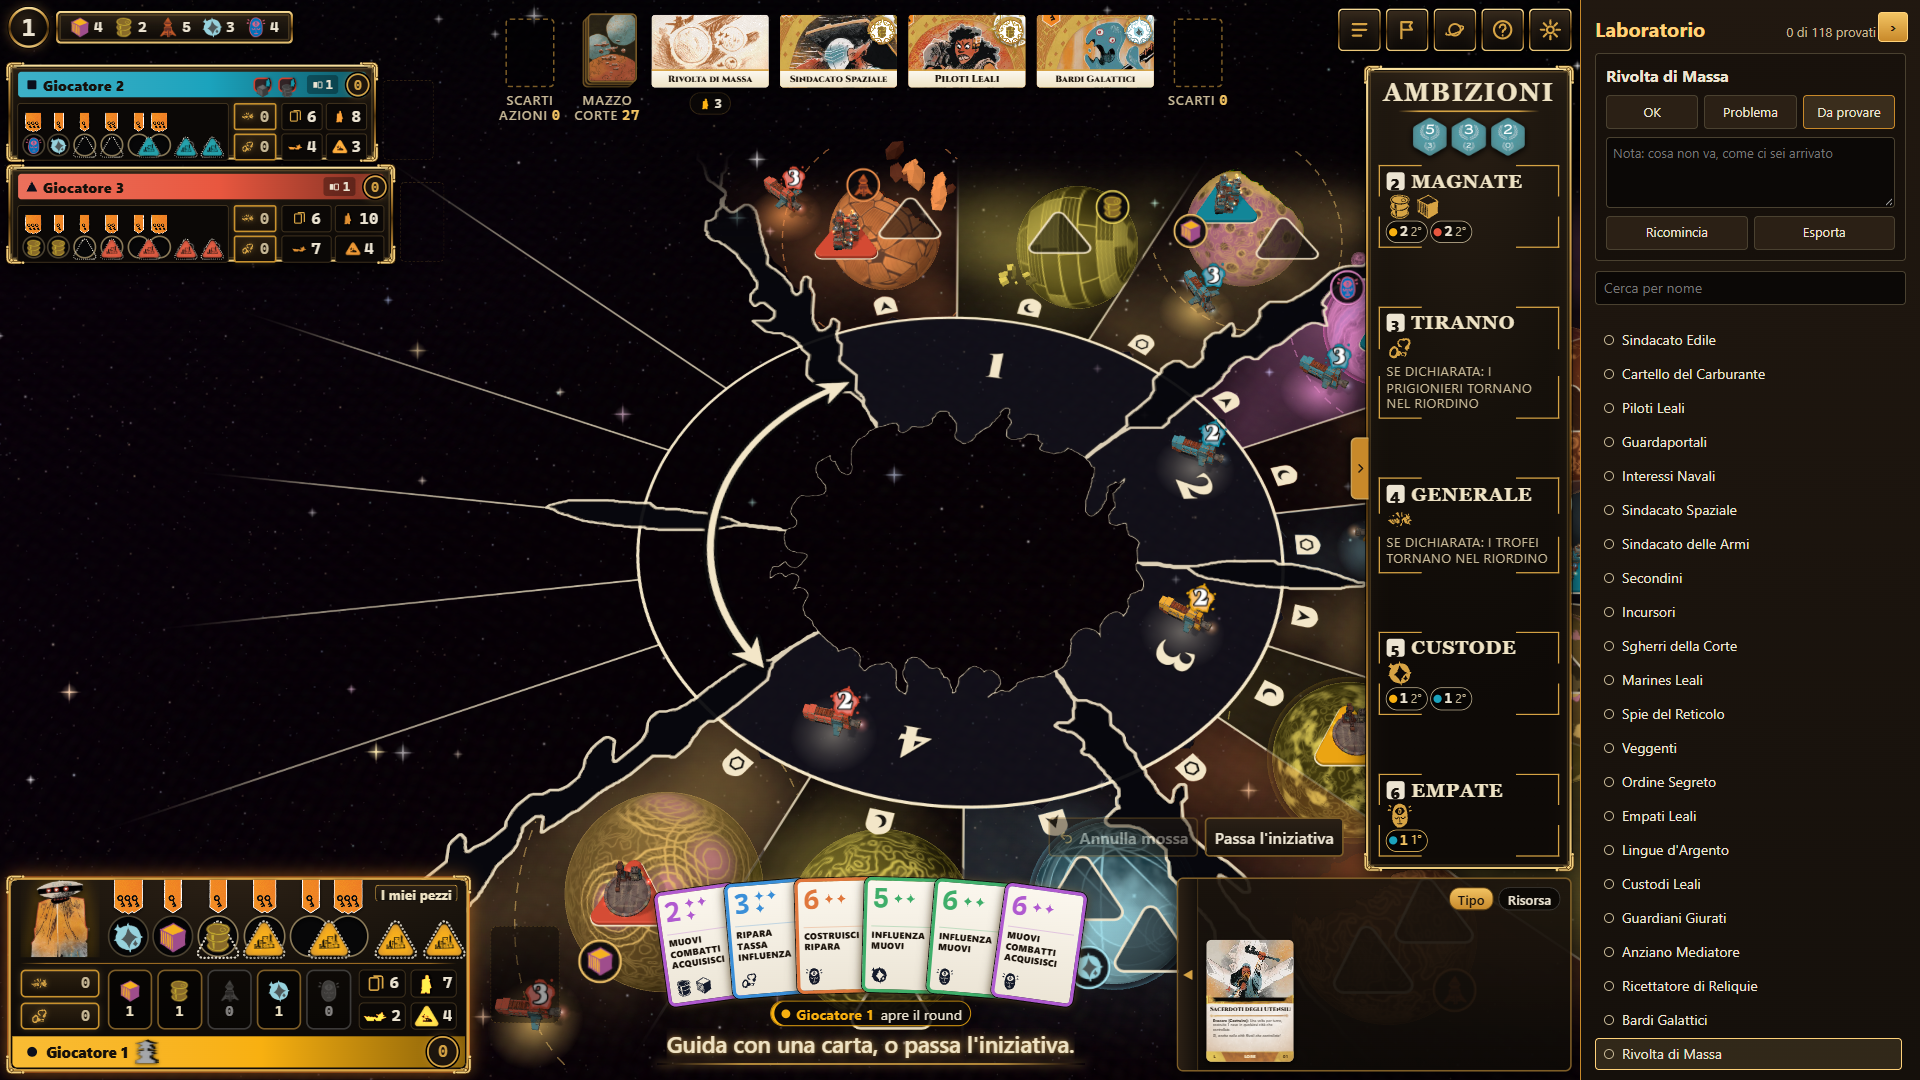 1
4 2 5 3 4
Giocatore 2
1 0
0 6 8
0 4 3
Giocatore 3
1 0
0 6 10
0 7 4
SCARTI
AZIONI 0
MAZZO
CORTE 27
RIVOLTA DI MASSA
3
SINDACATO SPAZIALE
PILOTI LEALI
BARDI GALATTICI
SCARTI 0
AMBIZIONI
5 3 2
2 MAGNATE
2 2° 2 2°
3 TIRANNO
SE DICHIARATA: I
PRIGIONIERI TORNANO
NEL RIORDINO
4 GENERALE
SE DICHIARATA: I TROFEI
TORNANO NEL RIORDINO
5 CUSTODE
1 2° 1 2°
6 EMPATE
1 1°
1
2
3
4
3
3
3
2
2
2
3
Annulla mossa
Passa l'iniziativa
I miei pezzi
0 1 1 0 1 0 6 7
0 2 4
Giocatore 1
0
2
MUOVI
COMBATTI
ACQUISISCI
3
RIPARA
TASSA
INFLUENZA
6
COSTRUISCI
RIPARA
5
INFLUENZA
MUOVI
6
INFLUENZA
MUOVI
6
MUOVI
COMBATTI
ACQUISISCI
Giocatore 1 apre il round
Guida con una carta, o passa l'iniziativa.
Tipo
Risorsa
Laboratorio
0 di 118 provati
Rivolta di Massa
OK
Problema
Da provare
Nota: cosa non va, come ci sei arrivato
Ricomincia
Esporta
Cerca per nome
Sindacato Edile
Cartello del Carburante
Piloti Leali
Guardaportali
Interessi Navali
Sindacato Spaziale
Sindacato delle Armi
Secondini
Incursori
Sgherri della Corte
Marines Leali
Spie del Reticolo
Veggenti
Ordine Segreto
Empati Leali
Lingue d'Argento
Custodi Leali
Guardiani Giurati
Anziano Mediatore
Ricettatore di Reliquie
Bardi Galattici
Rivolta di Massa